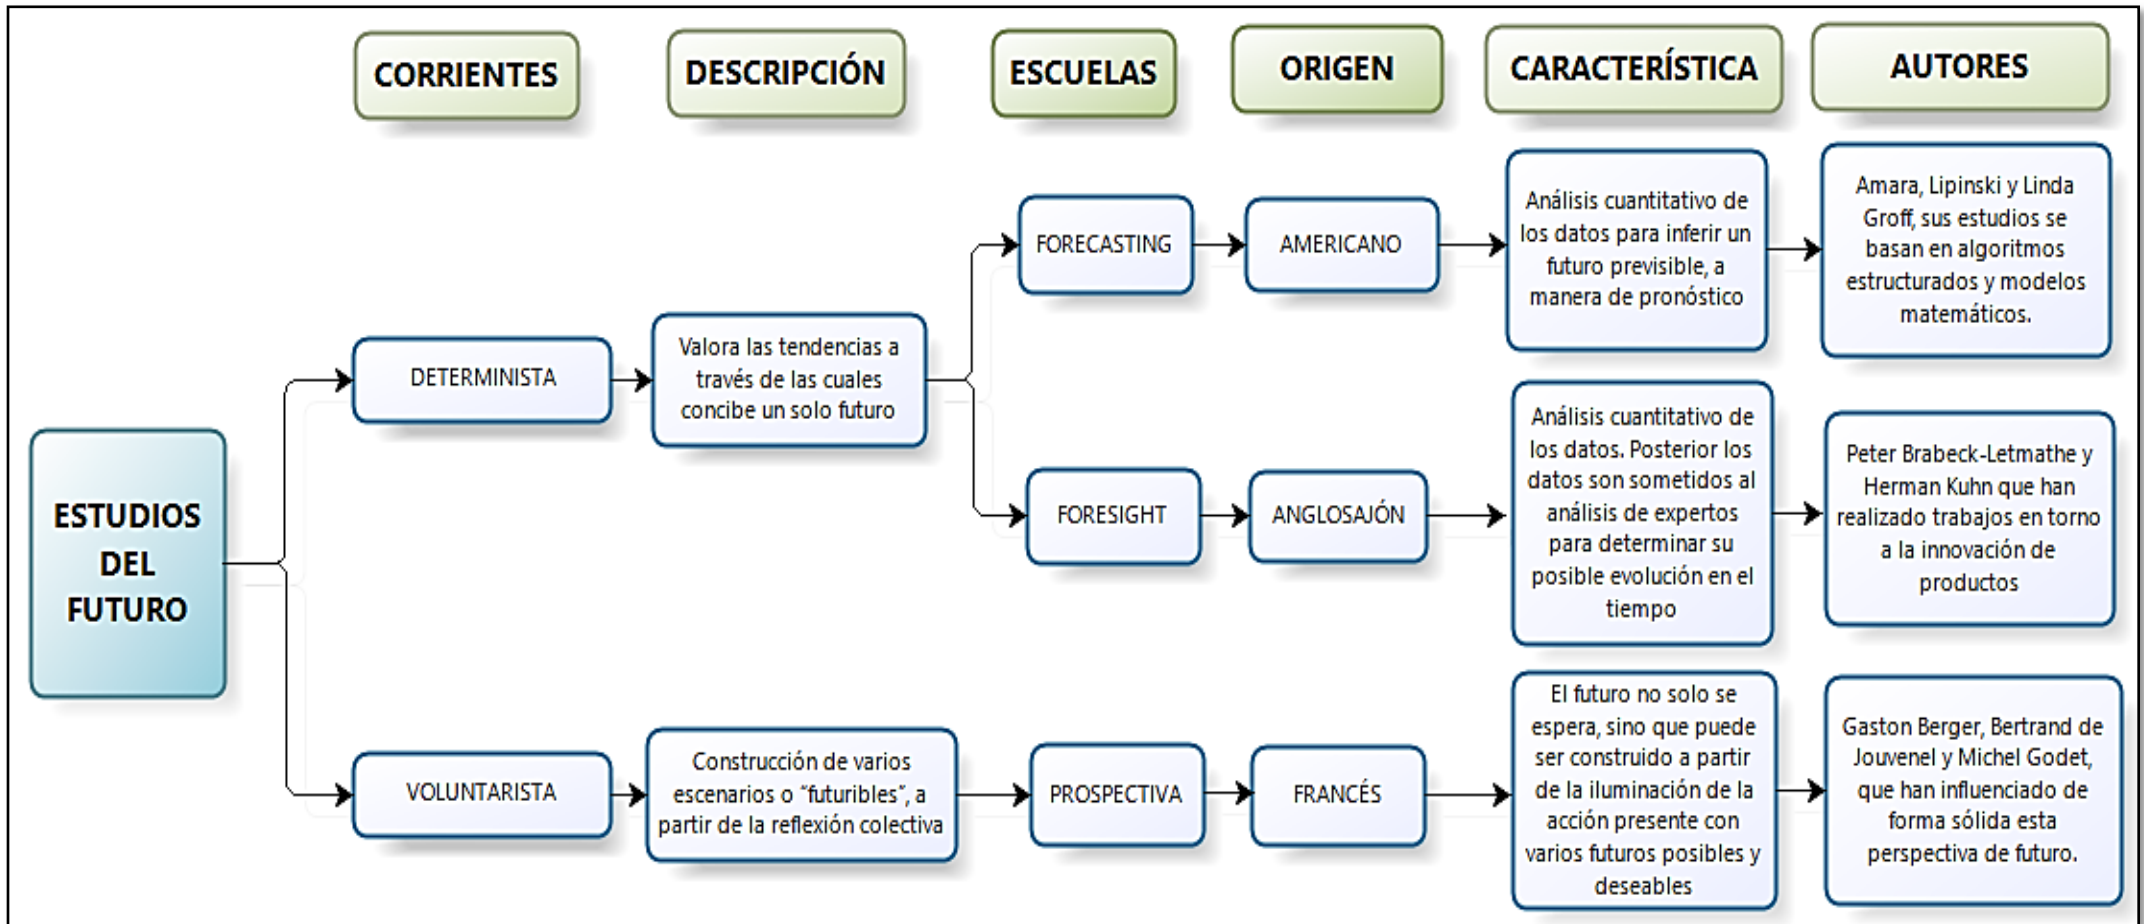 CORRIENTES
DESCRIPCIÓN
ESCUELAS
ORIGEN
CARACTERÍSTICA
AUTORES
ESTUDIOS
DEL
FUTURO
DETERMINISTA
Valora las tendencias a
través de las cuales
concibe un solo futuro
FORECASTING
AMERICANO
Análisis cuantitativo de
los datos para inferir un
futuro previsible, a
manera de pronóstico
Amara, Lipinski y Linda
Groff, sus estudios se
basan en algoritmos
estructurados y modelos
matemáticos.
FORESIGHT
ANGLOSAJÓN
Análisis cuantitativo de
los datos. Posterior los
datos son sometidos al
análisis de expertos
para determinar su
posible evolución en el
tiempo
Peter Brabeck-Letmathe y
Herman Kuhn que han
realizado trabajos en torno
a la innovación de
productos
VOLUNTARISTA
Construcción de varios
escenarios o “futuribles”, a
partir de la reflexión colectiva
PROSPECTIVA
FRANCÉS
El futuro no solo se
espera, sino que puede
ser construido a partir
de la iluminación de la
acción presente con
varios futuros posibles y
deseables
Gaston Berger, Bertrand de
Jouvenel y Michel Godet,
que han influenciado de
forma sólida esta
perspectiva de futuro.